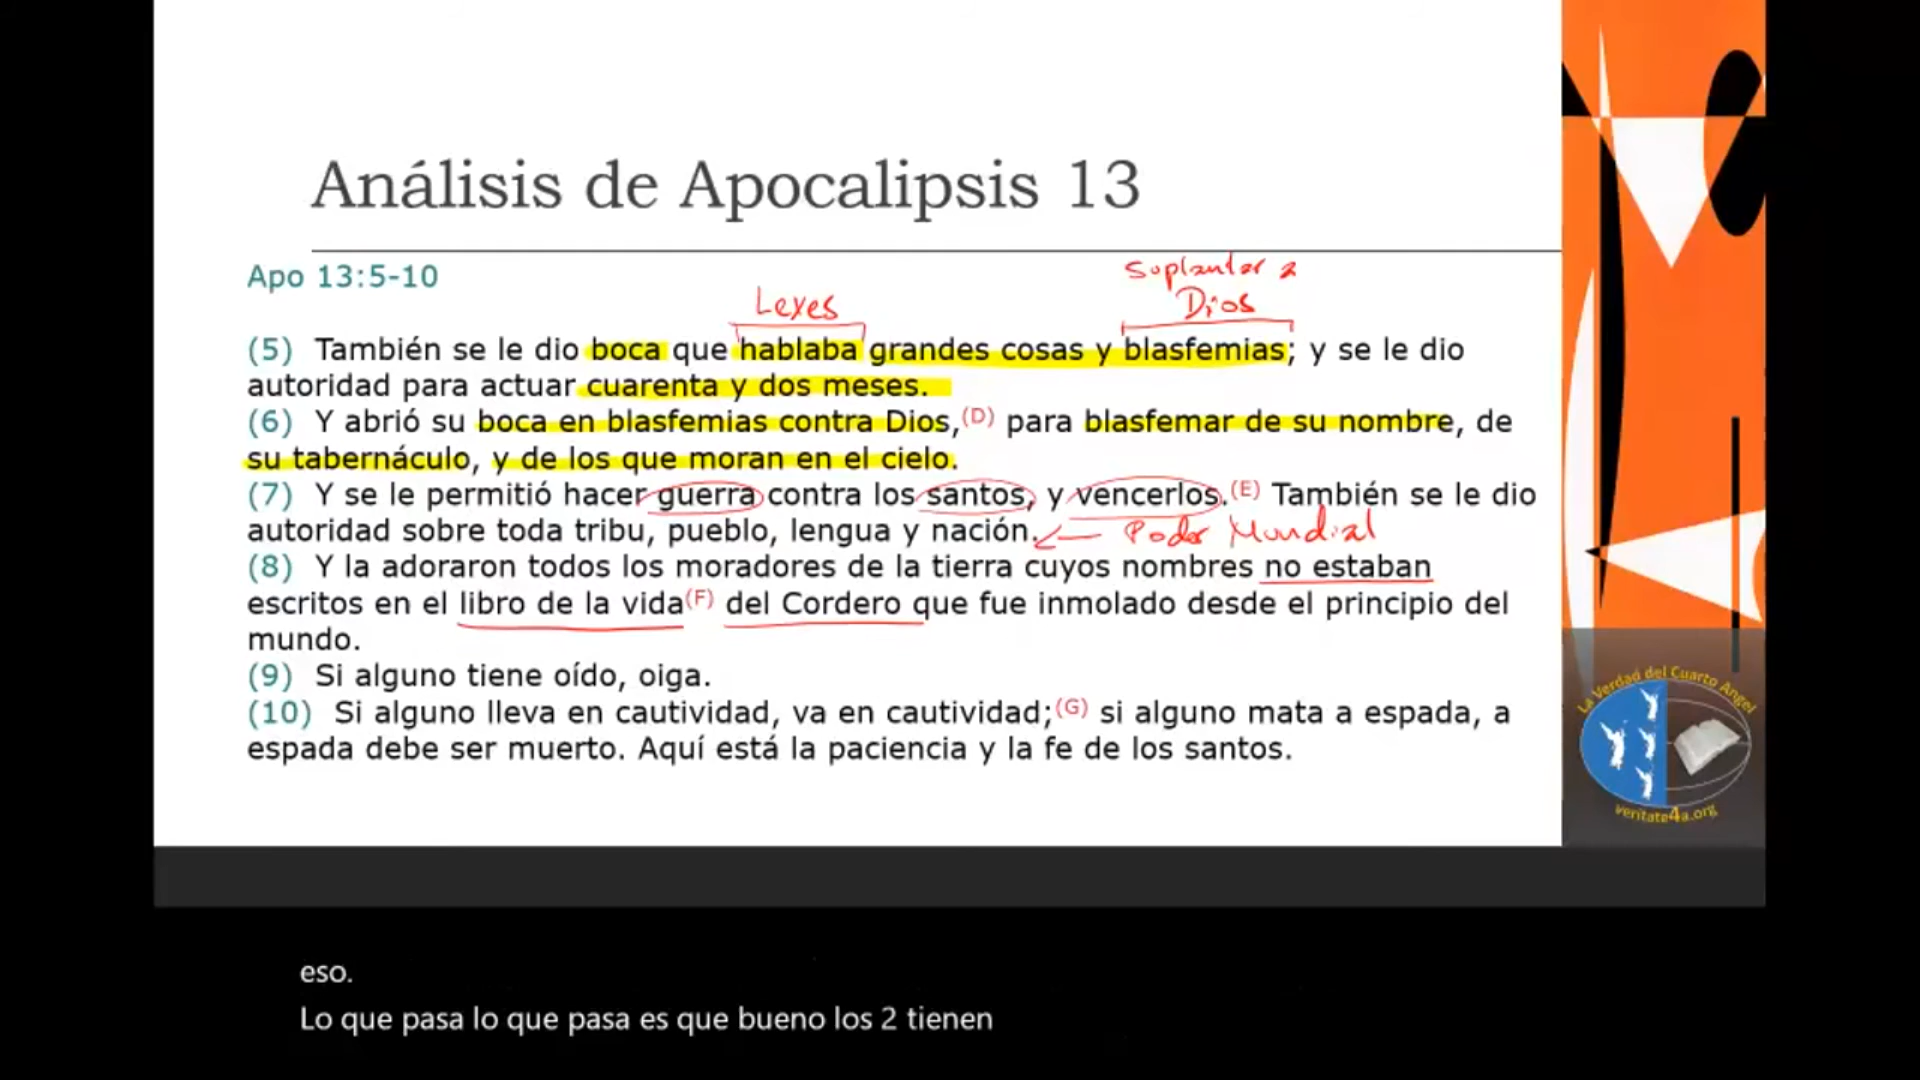 Análisis de Apocalipsis 13
Apo 13:5-10
Suplantar a
Leyes
Dios
(5) También se le dio boca que hablaba grandes cosas y blasfemias; y se le dio
autoridad para actuar cuarenta y dos meses.
(6) Y abrió su boca en blasfemias contra Dios,(D) para blasfemar de su nombre, de
su tabernáculo, y de los que moran en el cielo.
(7) Y se le permitió hacer guerra contra los santos, y vencerlos.(E) También se le dio
autoridad sobre toda tribu, pueblo, lengua y nación.
Poder Mundial
(8) Y la adoraron todos los moradores de la tierra cuyos nombres no estaban
escritos en el libro de la vida(F) del Cordero que fue inmolado desde el principio del
mundo.
(9) Si alguno tiene oído, oiga.
(10) Si alguno lleva en cautividad, va en cautividad;(G) si alguno mata a espada, a
espada debe ser muerto. Aquí está la paciencia y la fe de los santos.
La Verdad del Cuarto Angel
veritate4a.org
eso.
Lo que pasa lo que pasa es que bueno los 2 tienen